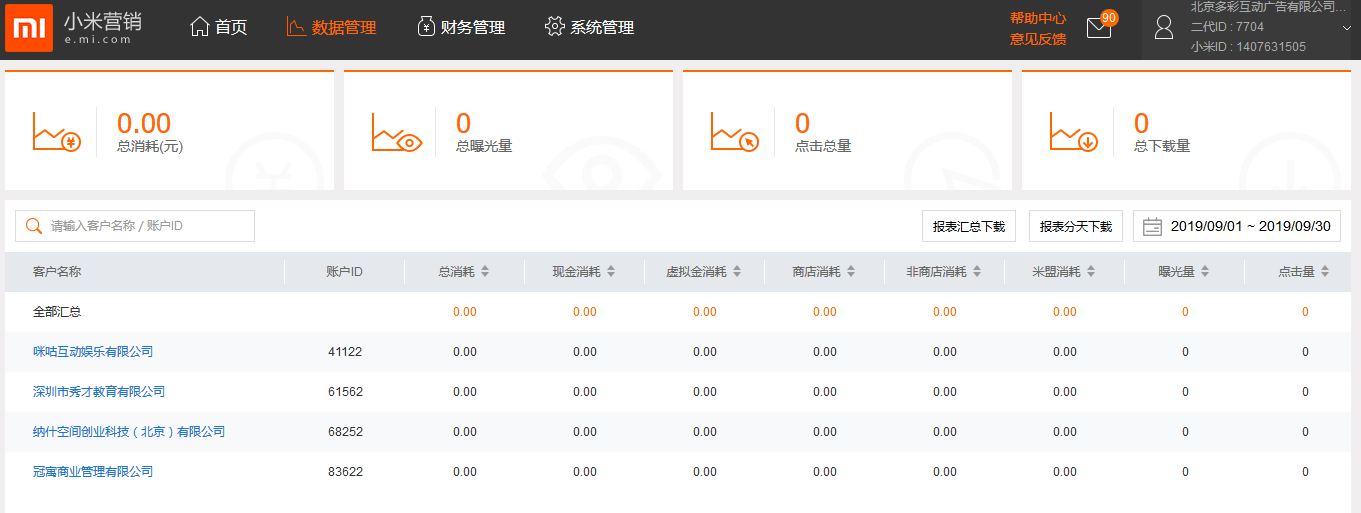 小米营销
e.mi.com
首页
数据管理
财务管理
系统管理
帮助中心
意见反馈
90
北京多彩互动广告有限公司...
二代ID : 7704
小米ID : 1407631505
0.00
总消耗(元)
0
总曝光量
0
点击总量
0
总下载量
请输入客户名称 / 账户ID
报表汇总下载
报表分天下载
2019/09/01 ~ 2019/09/30
客户名称 账户ID 总消耗 现金消耗 虚拟金消耗 商店消耗 非商店消耗 米盟消耗 曝光量 点击量
全部汇总 0.00 0.00 0.00 0.00 0.00 0.00 0 0
咪咕互动娱乐有限公司 41122 0.00 0.00 0.00 0.00 0.00 0.00 0 0
深圳市秀才教育有限公司 61562 0.00 0.00 0.00 0.00 0.00 0.00 0 0
纳什空间创业科技（北京）有限公司 68252 0.00 0.00 0.00 0.00 0.00 0.00 0 0
冠寓商业管理有限公司 83622 0.00 0.00 0.00 0.00 0.00 0.00 0 0